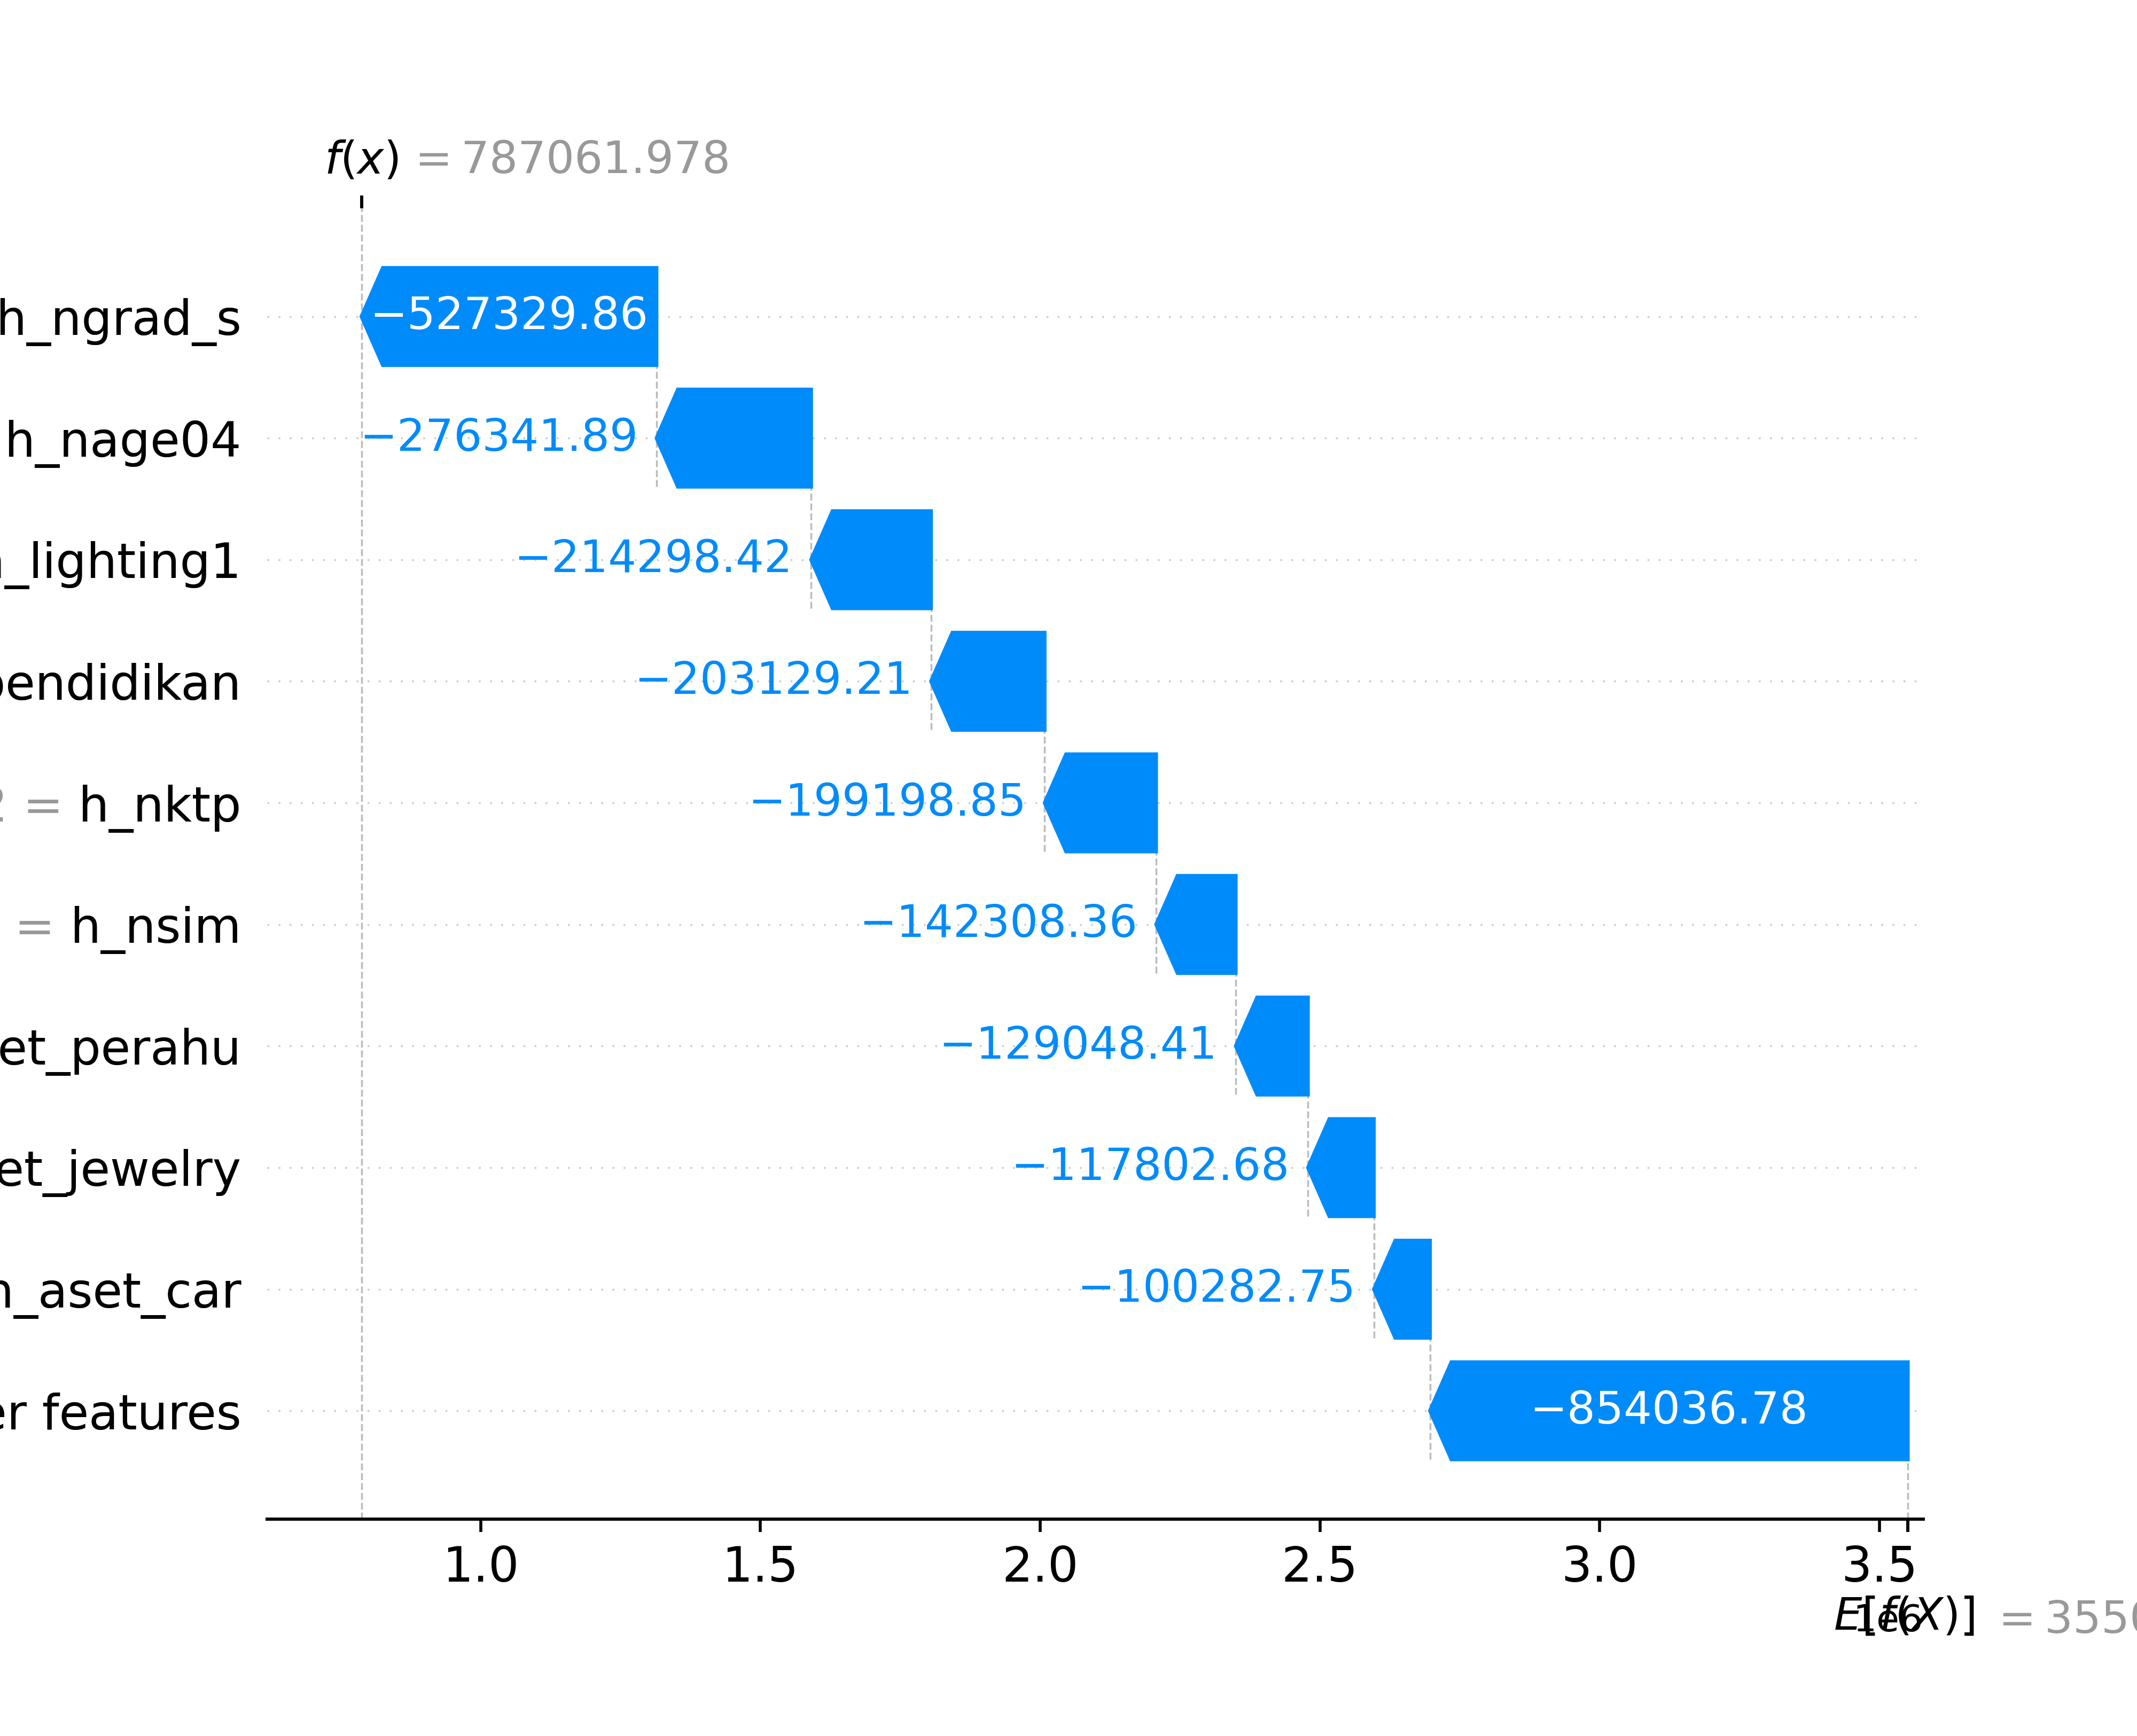 f(x) = 787061.978
h_ngrad_s −527329.86
h_nage04 −276341.89
_lighting1 −214298.42
pendidikan −203129.21
= h_nktp −199198.85
= h_nsim −142308.36
et_perahu −129048.41
et_jewelry −117802.68
_aset_car −100282.75
er features −854036.78
1.0 1.5 2.0 2.5 3.0 3.5
1e6
E[f(X)] = 355